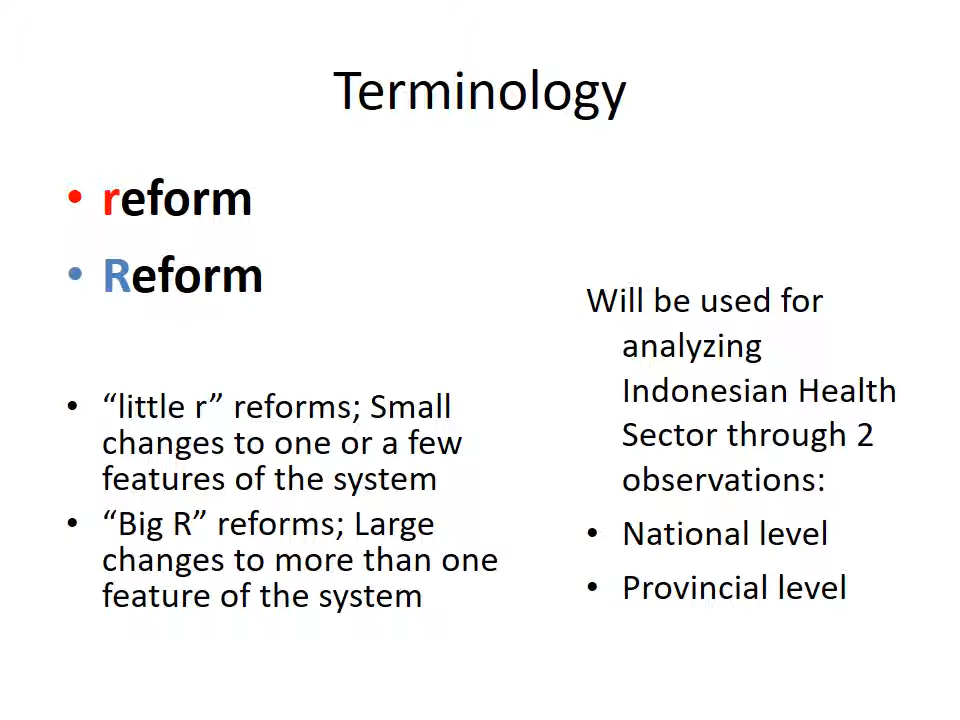 Terminology
• reform
• Reform
• “little r” reforms; Small
changes to one or a few
features of the system
• “Big R” reforms; Large
changes to more than one
feature of the system
Will be used for
analyzing
Indonesian Health
Sector through 2
observations:
• National level
• Provincial level